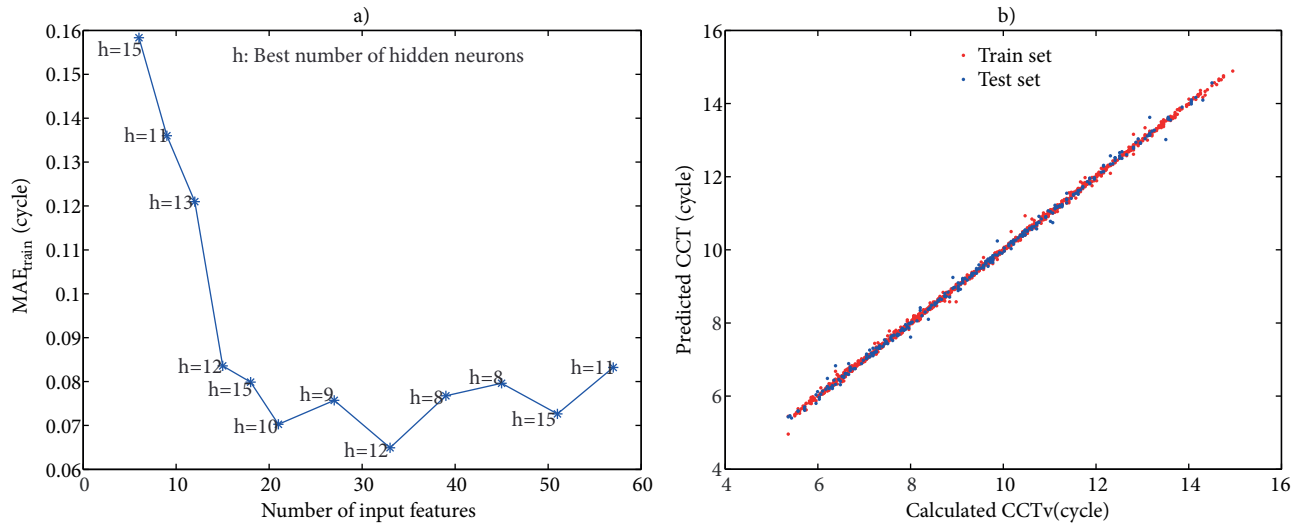 a)
MAEtrain (cycle)
0.16
0.15
0.14
0.13
0.12
0.11
0.1
0.09
0.08
0.07
0.06
h: Best number of hidden neurons
h=15
h=11
h=13
h=12
h=15
h=10
h=9
h=12
h=8
h=8
h=15
h=11
0 10 20 30 40 50 60
Number of input features
b)
Predicted CCT (cycle)
16
14
12
10
8
6
4
Train set
Test set
4 6 8 10 12 14 16
Calculated CCTv(cycle)